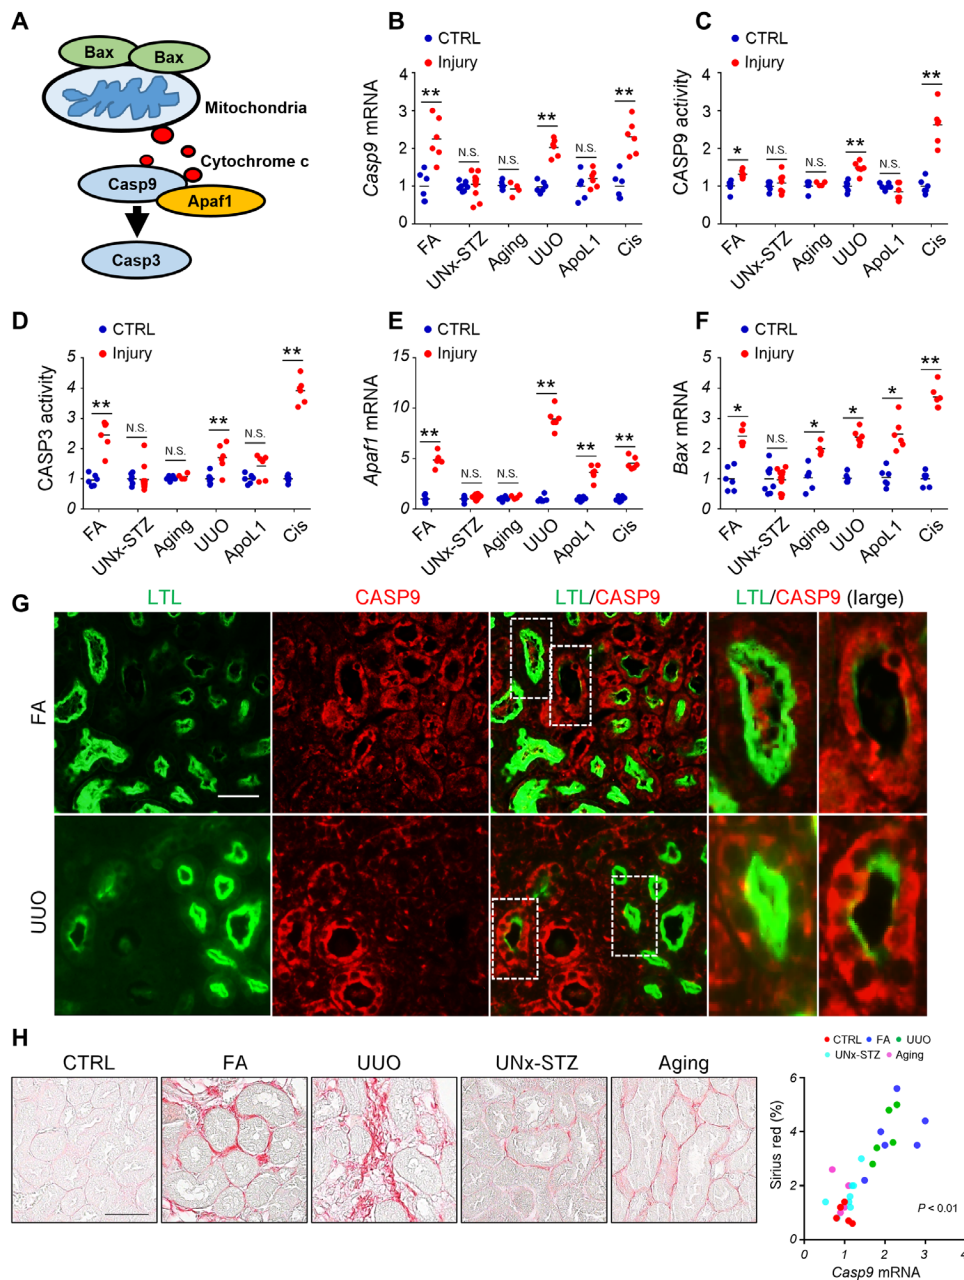 A
Bax
Bax
Mitochondria
Cytochrome c
Casp9
Apaf1
Casp3
B
CTRL
Injury
Casp9 mRNA
4
3
2
1
0
**
N.S.
N.S.
**
N.S.
**
FA
UNx-STZ
Aging
UUO
ApoL1
Cis
C
CTRL
Injury
CASP9 activity
4
3
2
1
0
*
N.S.
N.S.
**
N.S.
**
FA
UNx-STZ
Aging
UUO
ApoL1
Cis
D
CTRL
Injury
CASP3 activity
5
4
3
2
1
0
**
N.S.
N.S.
**
N.S.
**
FA
UNx-STZ
Aging
UUO
ApoL1
Cis
E
CTRL
Injury
Apaf1 mRNA
15
10
5
0
**
N.S.
N.S.
**
**
**
FA
UNx-STZ
Aging
UUO
ApoL1
Cis
F
CTRL
Injury
Bax mRNA
5
4
3
2
1
0
*
N.S.
*
*
*
**
FA
UNx-STZ
Aging
UUO
ApoL1
Cis
G
LTL
CASP9
LTL/CASP9
LTL/CASP9 (large)
FA
UUO
H
CTRL
FA
UUO
UNx-STZ
Aging
CTRL FA UUO
UNx-STZ Aging
Sirius red (%)
6
4
2
0
P < 0.01
0 1 2 3 4
Casp9 mRNA